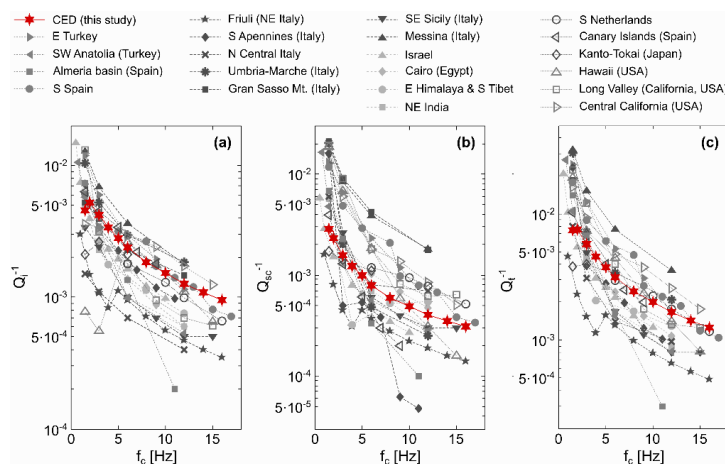 CED (this study)
E Turkey
SW Anatolia (Turkey)
Almeria basin (Spain)
S Spain
Friuli (NE Italy)
S Apennines (Italy)
N Central Italy
Umbria-Marche (Italy)
Gran Sasso Mt. (Italy)
SE Sicily (Italy)
Messina (Italy)
Israel
Cairo (Egypt)
E Himalaya & S Tibet
NE India
S Netherlands
Canary Islands (Spain)
Kanto-Tokai (Japan)
Hawaii (USA)
Long Valley (California, USA)
Central California (USA)
(a)
Qᵢ⁻¹
10⁻²
5·10⁻³
10⁻³
5·10⁻⁴
10⁻⁴
0 5 10 15
f_c [Hz]
(b)
Q_sc⁻¹
10⁻²
5·10⁻³
10⁻³
5·10⁻⁴
10⁻⁴
5·10⁻⁵
0 5 10 15
f_c [Hz]
(c)
Q_t⁻¹
10⁻²
5·10⁻³
10⁻³
5·10⁻⁴
0 5 10 15
f_c [Hz]